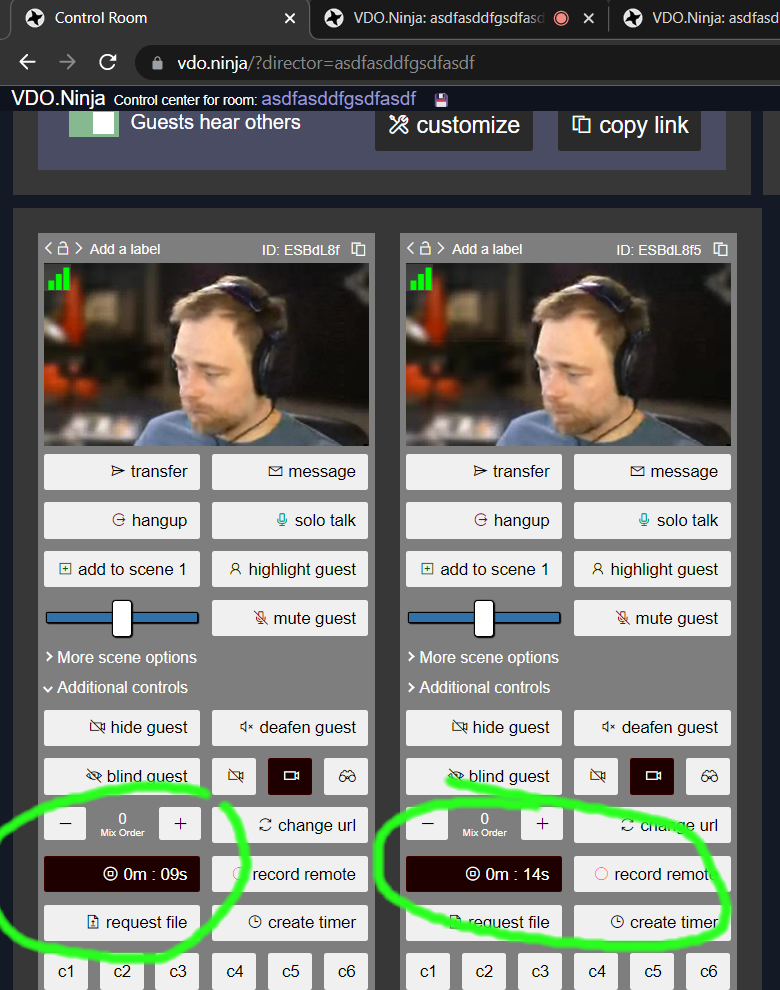 Control Room
VDO.Ninja: asdfasddfgsdfasd
VDO.Ninja: asdfasd
vdo.ninja/?director=asdfasddfgsdfasdf
VDO.Ninja Control center for room: asdfasddfgsdfasdf
Guests hear others
customize
copy link
Add a label ID: ESBdL8f
transfer message
hangup solo talk
add to scene 1 highlight guest
mute guest
More scene options
Additional controls
hide guest deafen guest
blind guest
− 0 +
Mix Order
change url
0m : 09s record remote
request file create timer
c1 c2 c3 c4 c5 c6
Add a label ID: ESBdL8f5
transfer message
hangup solo talk
add to scene 1 highlight guest
mute guest
More scene options
Additional controls
hide guest deafen guest
blind guest
− 0 +
Mix Order
change url
0m : 14s record remote
request file create timer
c1 c2 c3 c4 c5 c6